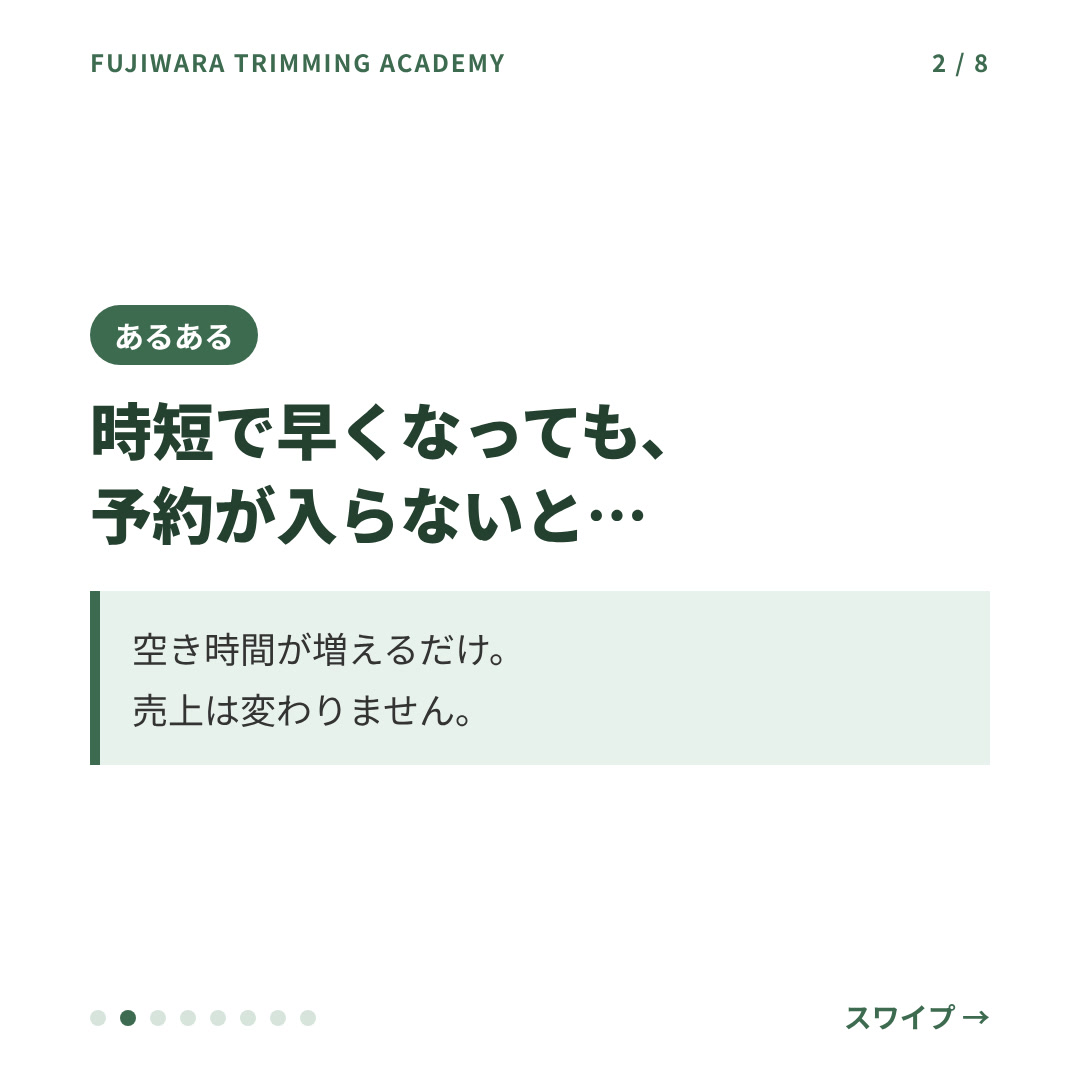 FUJIWARA TRIMMING ACADEMY
2 / 8
あるある
時短で早くなっても、
予約が入らないと…
空き時間が増えるだけ。
売上は変わりません。
スワイプ →